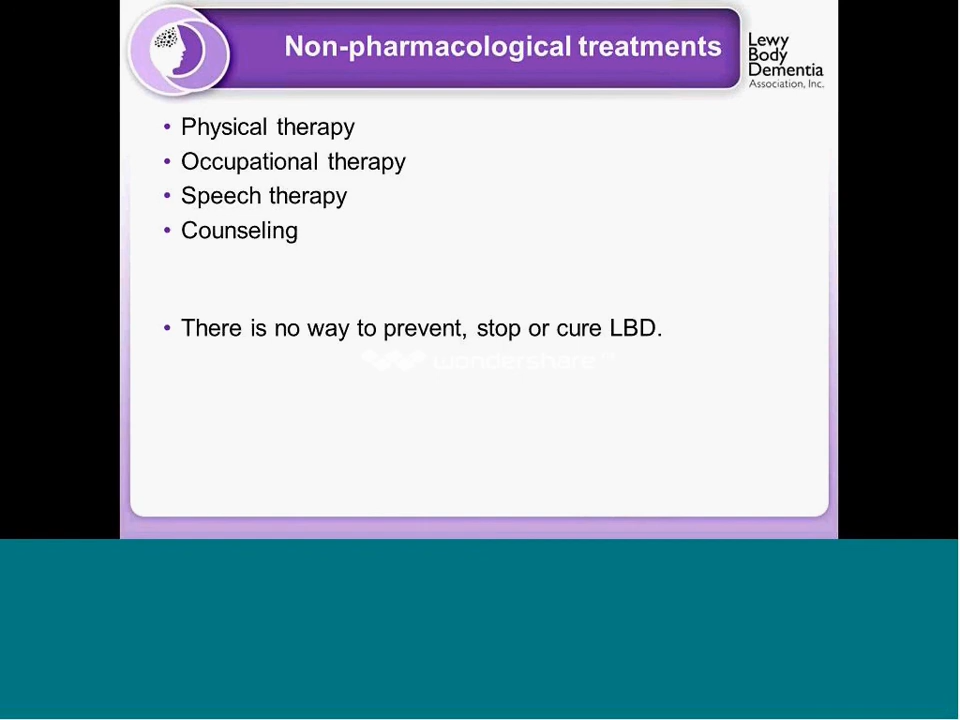 Non-pharmacological treatments
Lewy
Body
Dementia
Association, Inc.
• Physical therapy
• Occupational therapy
• Speech therapy
• Counseling
• There is no way to prevent, stop or cure LBD.
wondershare™